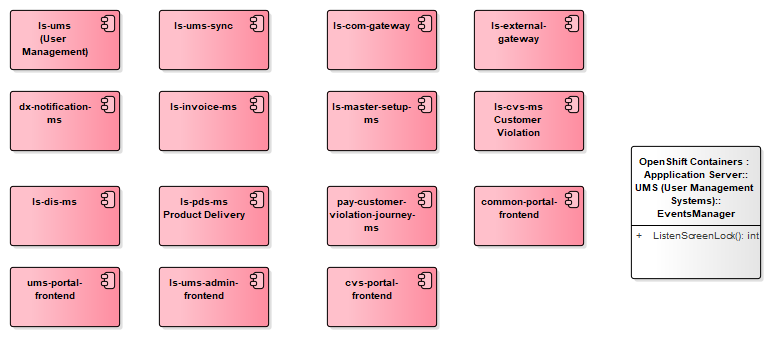 ls-ums
(User
Management)
ls-ums-sync
ls-com-gateway
ls-external-
gateway
dx-notification-
ms
ls-invoice-ms
ls-master-setup-
ms
ls-cvs-ms
Customer
Violation
ls-dis-ms
ls-pds-ms
Product Delivery
pay-customer-
violation-journey-
ms
common-portal-
frontend
ums-portal-
frontend
ls-ums-admin-
frontend
cvs-portal-
frontend
OpenShift Containers :
Appplication Server::
UMS (User Management
Systems)::
EventsManager
+ ListenScreenLock(): int